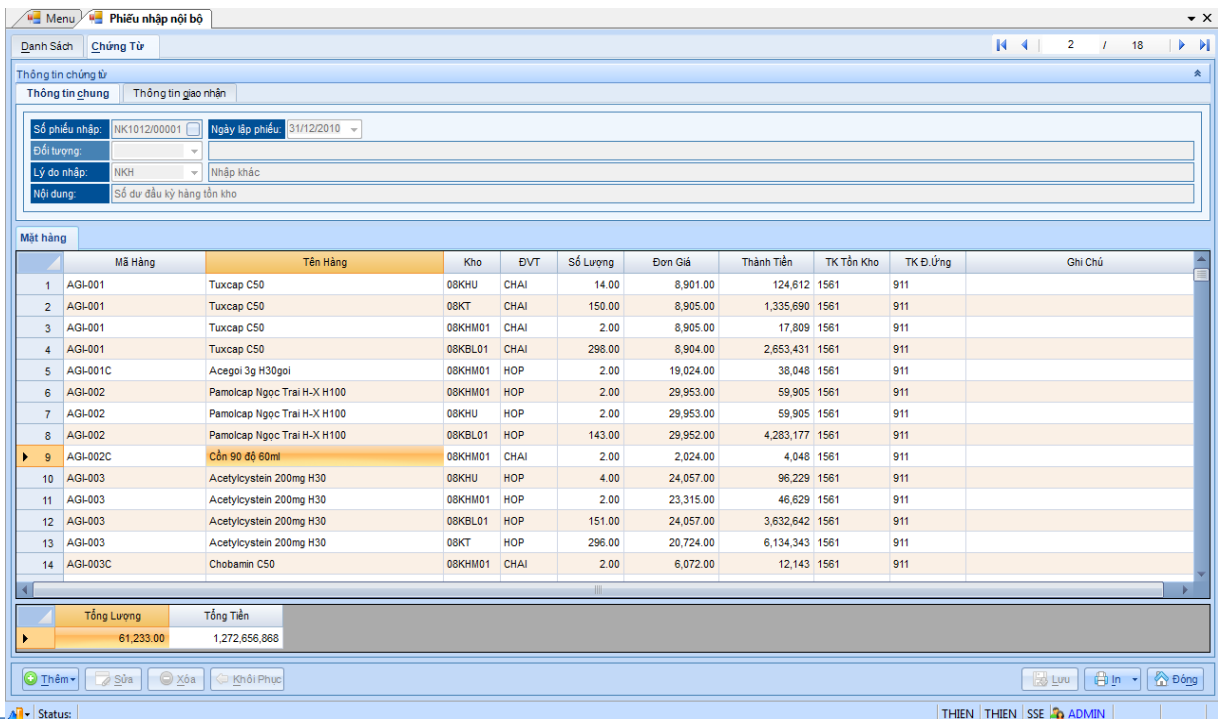 Menu Phiếu nhập nội bộ
Danh Sách Chứng Từ 2 / 18
Thông tin chứng từ
Thông tin chung Thông tin giao nhận
Số phiếu nhập: NK1012/00001 Ngày lập phiếu: 31/12/2010
Đối tượng:
Lý do nhập: NKH Nhập khác
Nội dung: Số dư đầu kỳ hàng tồn kho
Mặt hàng
Mã Hàng Tên Hàng Kho ĐVT Số Lượng Đơn Giá Thành Tiền TK Tồn Kho TK Đ.Ứng Ghi Chú
1 AGI-001 Tuxcap C50 08KHU CHAI 14.00 8,901.00 124,612 1561 911
2 AGI-001 Tuxcap C50 08KT CHAI 150.00 8,905.00 1,335,690 1561 911
3 AGI-001 Tuxcap C50 08KHM01 CHAI 2.00 8,905.00 17,809 1561 911
4 AGI-001 Tuxcap C50 08KBL01 CHAI 298.00 8,904.00 2,653,431 1561 911
5 AGI-001C Acegoi 3g H30goi 08KHM01 HOP 2.00 19,024.00 38,048 1561 911
6 AGI-002 Pamolcap Ngọc Trai H-X H100 08KHM01 HOP 2.00 29,953.00 59,905 1561 911
7 AGI-002 Pamolcap Ngọc Trai H-X H100 08KHU HOP 2.00 29,953.00 59,905 1561 911
8 AGI-002 Pamolcap Ngọc Trai H-X H100 08KBL01 HOP 143.00 29,952.00 4,283,177 1561 911
9 AGI-002C Cồn 90 độ 60ml 08KHM01 CHAI 2.00 2,024.00 4,048 1561 911
10 AGI-003 Acetylcystein 200mg H30 08KHU HOP 4.00 24,057.00 96,229 1561 911
11 AGI-003 Acetylcystein 200mg H30 08KHM01 HOP 2.00 23,315.00 46,629 1561 911
12 AGI-003 Acetylcystein 200mg H30 08KBL01 HOP 151.00 24,057.00 3,632,642 1561 911
13 AGI-003 Acetylcystein 200mg H30 08KT HOP 296.00 20,724.00 6,134,343 1561 911
14 AGI-003C Chobamin C50 08KHM01 CHAI 2.00 6,072.00 12,143 1561 911
Tổng Lượng Tổng Tiền
61,233.00 1,272,656,868
Thêm Sửa Xóa Khôi Phục Lưu In Đóng
Status: THIEN THIEN SSE ADMIN